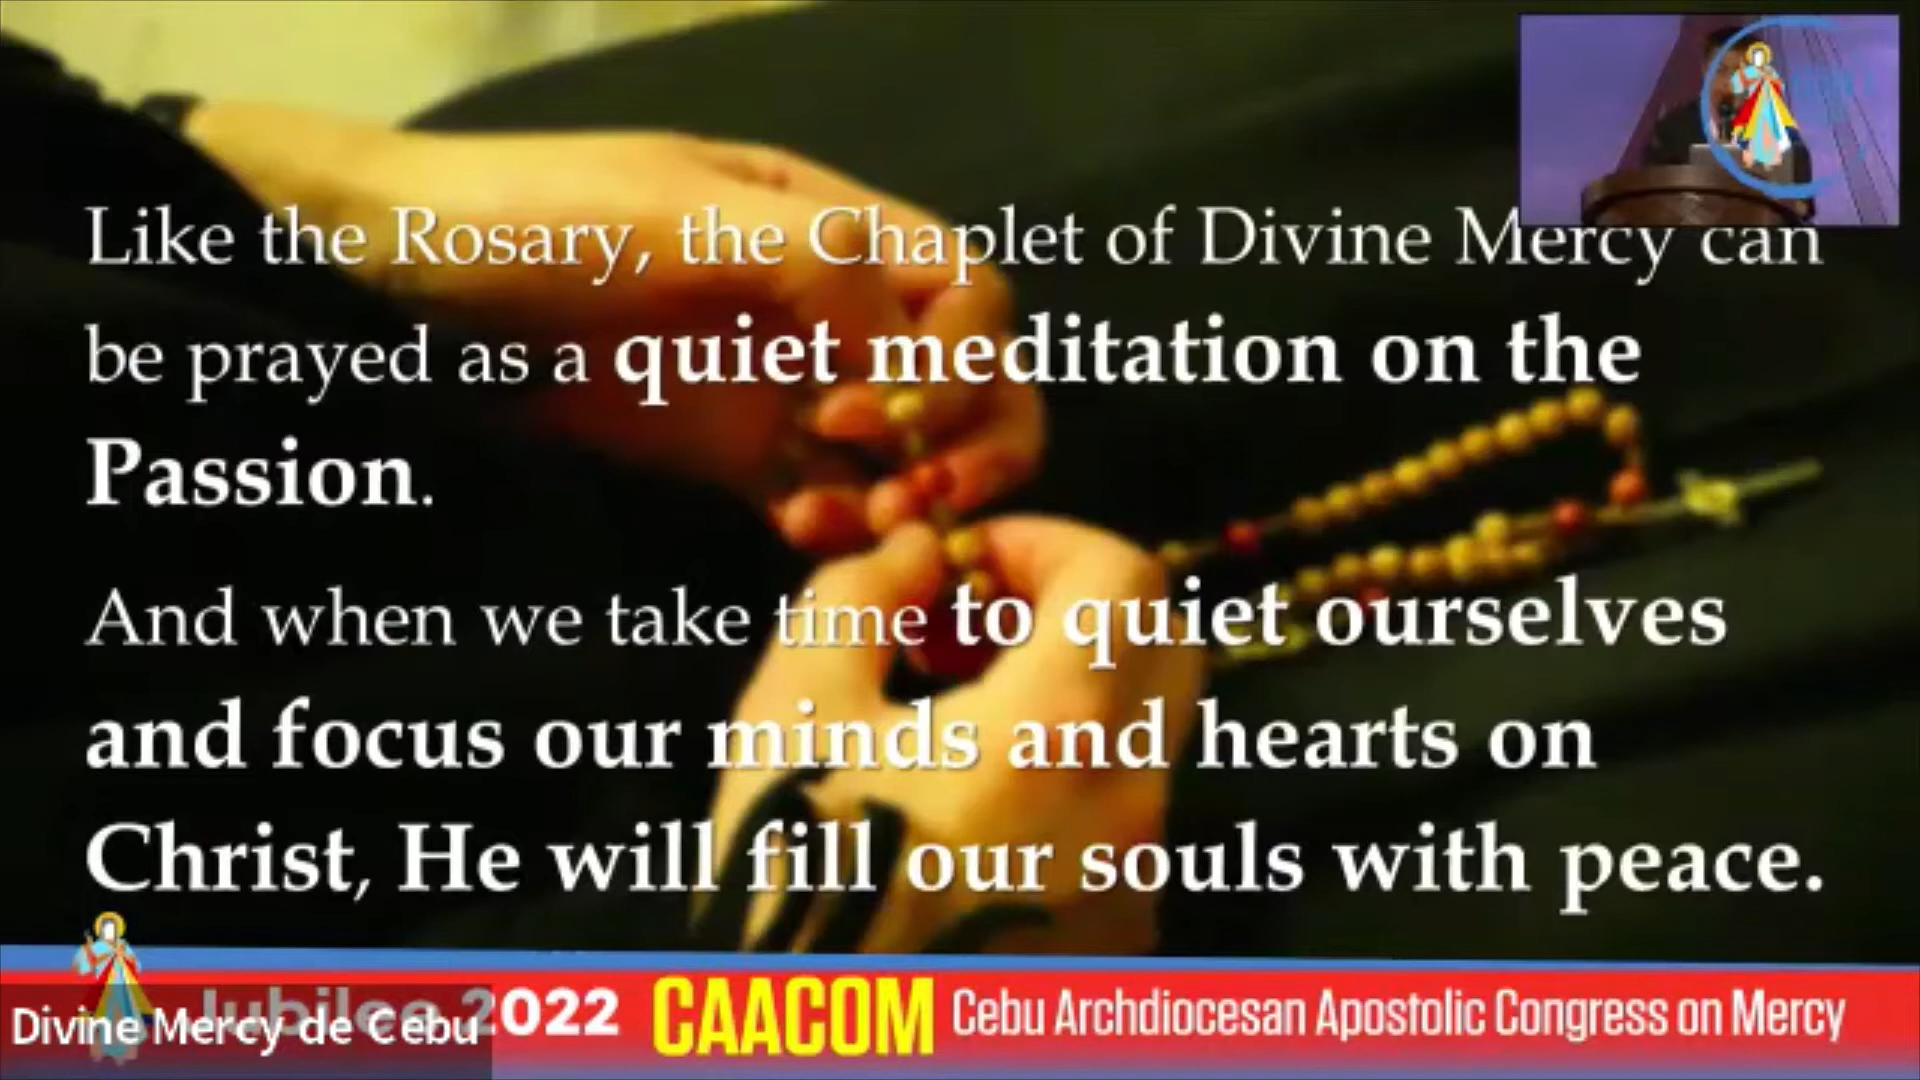 Like the Rosary, the Chaplet of Divine Mercy can
be prayed as a quiet meditation on the
Passion.
And when we take time to quiet ourselves
and focus our minds and hearts on
Christ, He will fill our souls with peace.
Jubilee 2022 CAACOM Cebu Archdiocesan Apostolic Congress on Mercy
Divine Mercy de Cebu